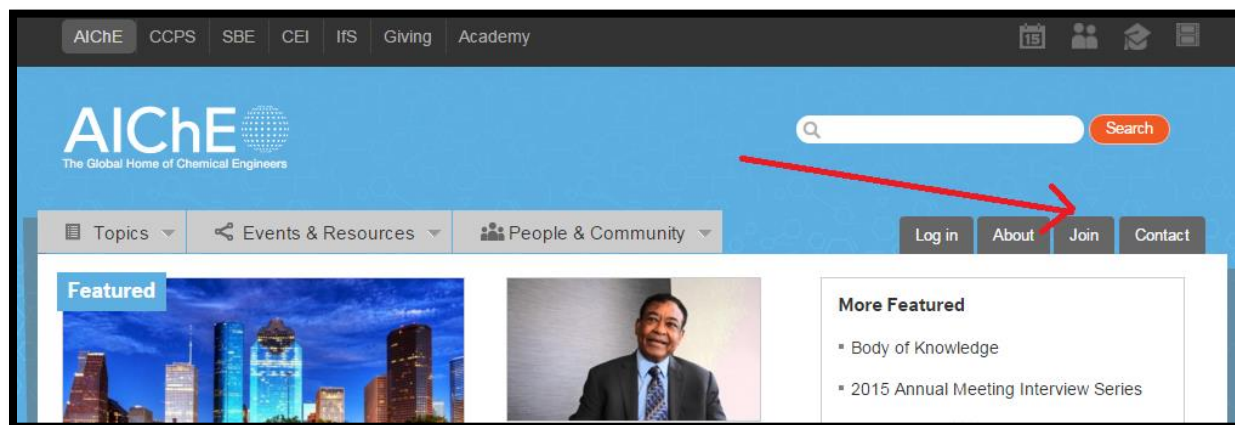 AIChE CCPS SBE CEI IfS Giving Academy
15
AIChE
The Global Home of Chemical Engineers
Search
Topics Events & Resources People & Community
Log in About Join Contact
Featured
More Featured
Body of Knowledge
2015 Annual Meeting Interview Series